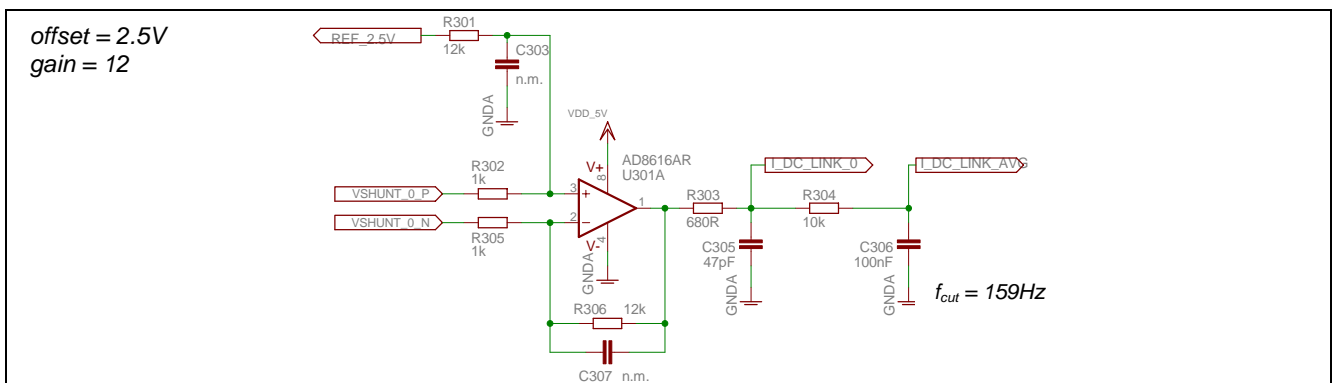 offset = 2.5V
gain = 12
R301
REF_2.5V
12k
C303
n.m.
GNDA
VDD_5V
AD8616AR
U301A
V+
8
I_DC_LINK_0
I_DC_LINK_AVG
R302
1k
VSHUNT_0_P
3
+
1
R303
680R
R304
10k
VSHUNT_0_N
R305
1k
2
−
V-
4
GNDA
C305
47pF
GNDA
C306
100nF
GNDA
fcut = 159Hz
R306
12k
C307
n.m.